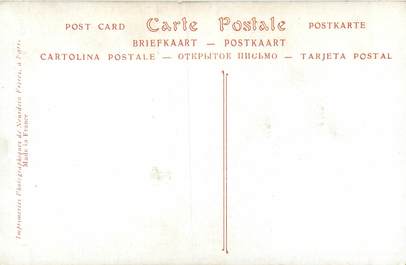 POST CARD Carte Postale POSTKARTE
BRIEFKAART — POSTKAART
CARTOLINA POSTALE — ОТКРЫТОК ПИСЬМО — TARJETA POSTAL
Imprimeries Photographiques de Neurdein Frères, à Paris.
Made in France